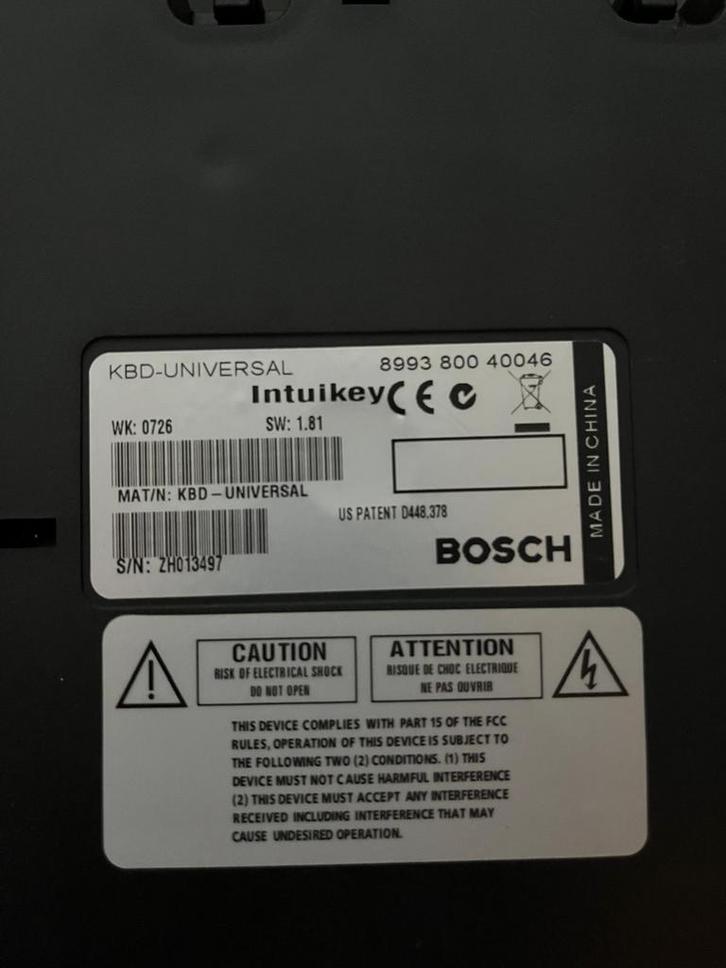 KBD-UNIVERSAL 8993 800 40046
Intuikey CE
WK: 0726 SW: 1.81
MAT/N: KBD-UNIVERSAL
US PATENT D448,378
S/N: ZH013497
BOSCH
MADE IN CHINA
CAUTION
RISK OF ELECTRICAL SHOCK
DO NOT OPEN
ATTENTION
RISQUE DE CHOC ELECTRIQUE
NE PAS OUVRIR
THIS DEVICE COMPLIES WITH PART 15 OF THE FCC
RULES, OPERATION OF THIS DEVICE IS SUBJECT TO
THE FOLLOWING TWO (2) CONDITIONS. (1) THIS
DEVICE MUST NOT CAUSE HARMFUL INTERFERENCE
(2) THIS DEVICE MUST ACCEPT ANY INTERFERENCE
RECEIVED INCLUDING INTERFERENCE THAT MAY
CAUSE UNDESIRED OPERATION.